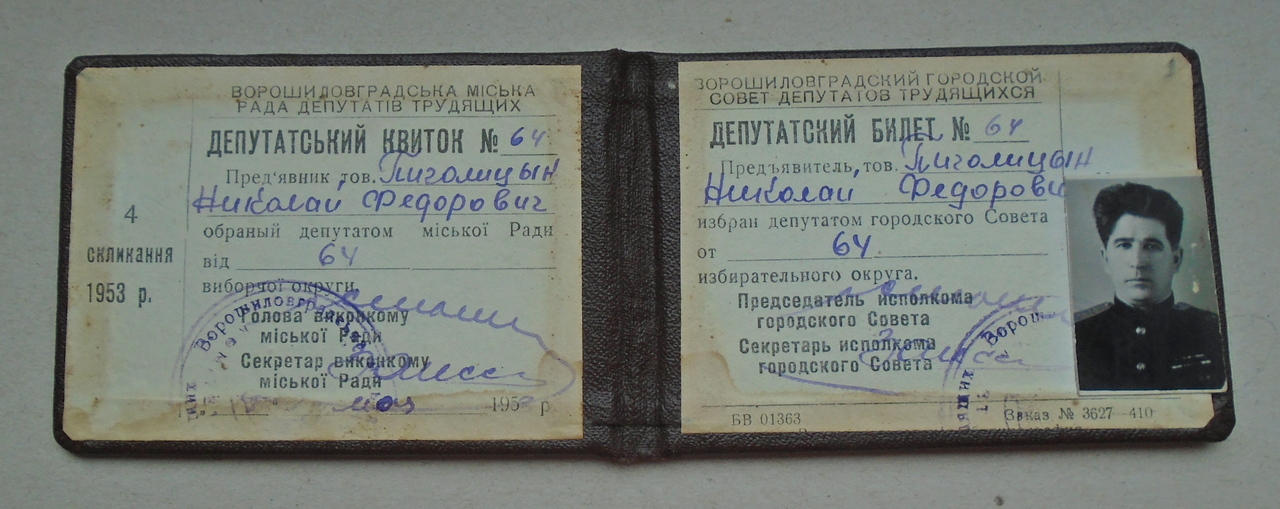 ВОРОШИЛОВГРАДСЬКА МІСЬКА
РАДА ДЕПУТАТІВ ТРУДЯЩИХ
ДЕПУТАТСЬКИЙ КВИТОК № 64
Пред'явник тов. Пиголицын
Николай Федорович
обраный депутатом міської Ради
від 64
виборчої округи.
Голова виконкому
міської Ради
Секретар виконкому
міської Ради
4
скликання
1953 р.
195 р
ВОРОШИЛОВГРАДСКИЙ ГОРОДСКОЙ
СОВЕТ ДЕПУТАТОВ ТРУДЯЩИХСЯ
ДЕПУТАТСКИЙ БИЛЕТ № 64
Предъявитель, тов. Пиголицын
Николай Федорови
избран депутатом городского Совета
от 64
избирательного округа.
Председатель исполкома
городского Совета
Секретарь исполкома
городского Совета
БВ 01363
Заказ № 3627—410